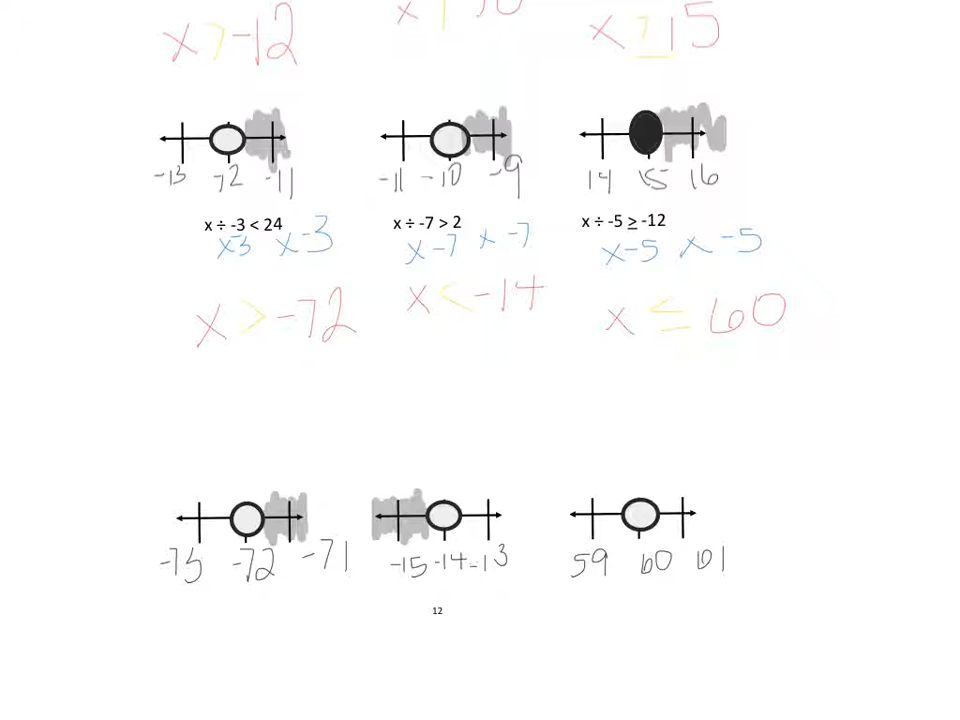 x > -12
x ≥ 15
-13 -12 -11
-11 -10 -9
14 15 16
x ÷ -3 < 24
x ÷ -7 > 2
x ÷ -5 ≥ -12
x-3 x -3
x -7 x -7
x -5 x -5
x > -72
x < -14
x ≤ 60
-73 -72 -71
-15 -14 -13
59 60 61
12